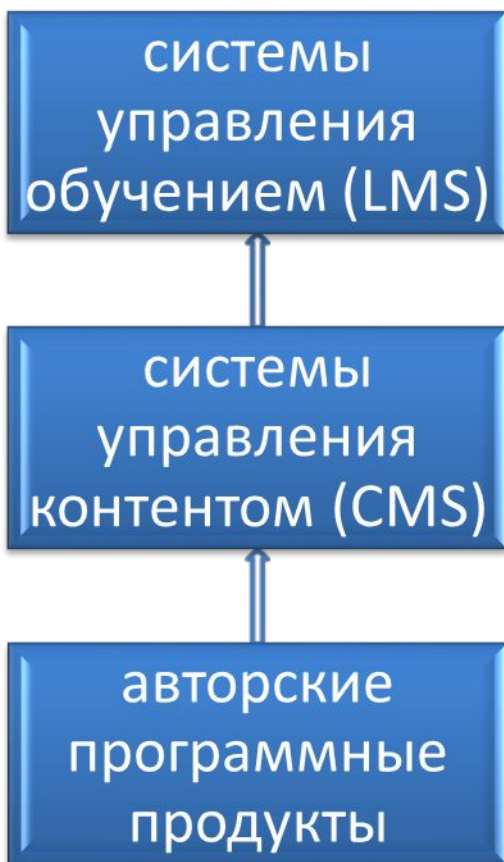 системы
управления
обучением (LMS)
системы
управления
контентом (CMS)
авторские
программные
продукты